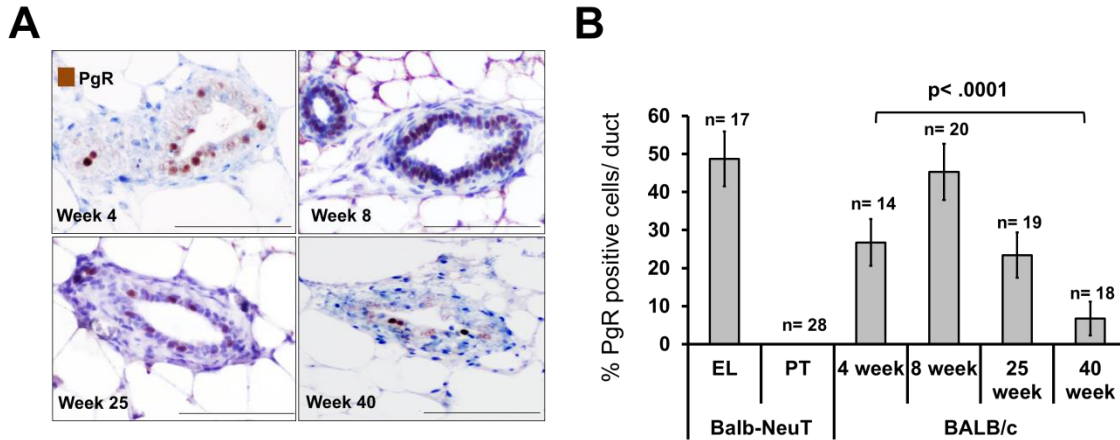 A
PgR
Week 4
Week 8
Week 25
Week 40
B
p< .0001
% PgR positive cells/ duct
60
50
40
30
20
10
0
n= 17
n= 28
n= 14
n= 20
n= 19
n= 18
EL
PT
4 week
8 week
25
week
40
week
Balb-NeuT
BALB/c